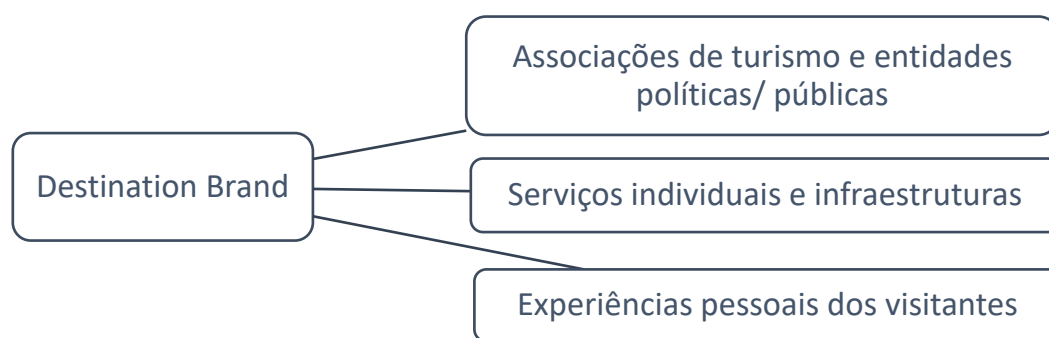 Associações de turismo e entidades
políticas/ públicas
Destination Brand
Serviços individuais e infraestruturas
Experiências pessoais dos visitantes